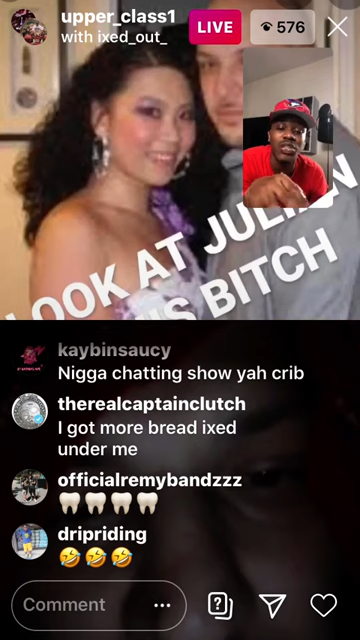 upper_class1
with ixed_out_
LIVE
576
LOOK AT JULIAN
BITCH
kaybinsaucy
Nigga chatting show yah crib
therealcaptainclutch
I got more bread ixed
under me
officialremybandzzz
🦷🦷🦷🦷
dripriding
🤣🤣🤣
Comment